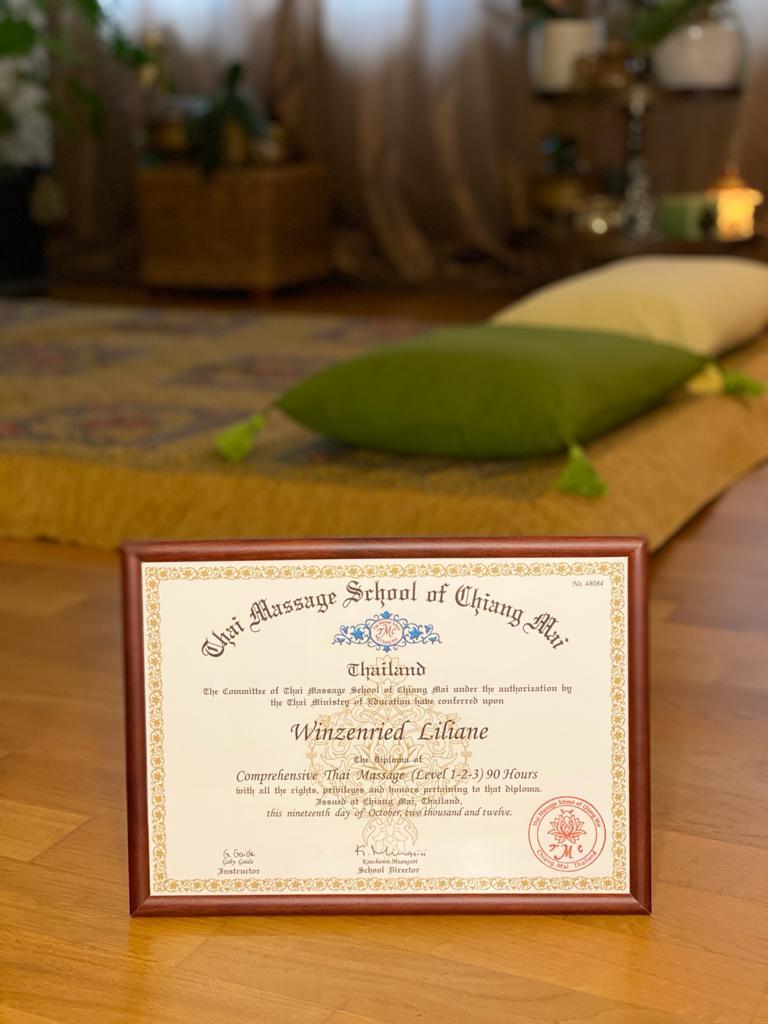 No. 48084
Thai Massage School of Chiang Mai
TMC
Thailand
The Committee of Thai Massage School of Chiang Mai under the authorization by
the Thai Ministry of Education have conferred upon
Winzenried Liliane
The Diploma of
Comprehensive Thai Massage (Level 1-2-3) 90 Hours
with all the rights, privileges and honors pertaining to that diploma.
Issued at Chiang Mai, Thailand,
this nineteenth day of October, two thousand and twelve.
G. Gaida
Gaby Gaida
Instructor
Kanchanin Muangsiri
School Director
Thai Massage School of Chiang Mai
TMC
Chiang Mai Thailand